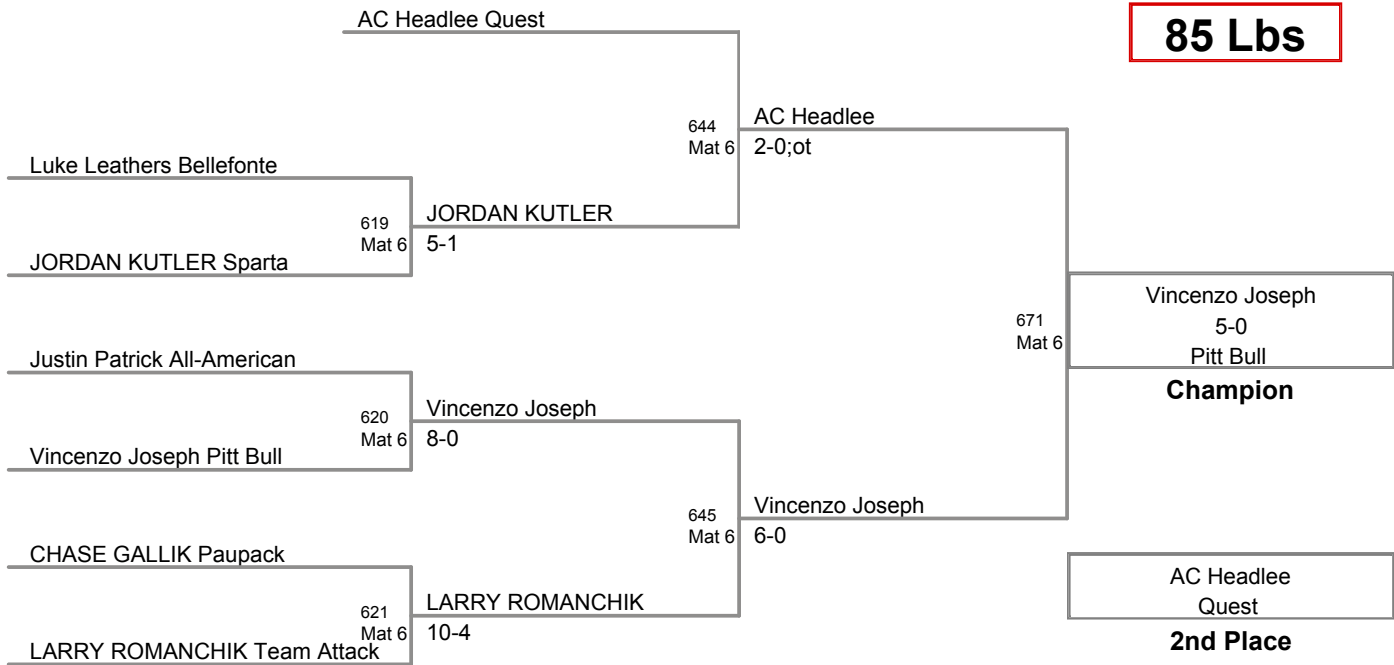 AC Headlee Quest
85 Lbs
644
Mat 6
AC Headlee
2-0;ot
Luke Leathers Bellefonte
619
Mat 6
JORDAN KUTLER
5-1
JORDAN KUTLER Sparta
671
Mat 6
Vincenzo Joseph
5-0
Pitt Bull
Champion
Justin Patrick All-American
620
Mat 6
Vincenzo Joseph
8-0
Vincenzo Joseph Pitt Bull
645
Mat 6
Vincenzo Joseph
6-0
CHASE GALLIK Paupack
621
Mat 6
LARRY ROMANCHIK
10-4
LARRY ROMANCHIK Team Attack
AC Headlee
Quest
2nd Place